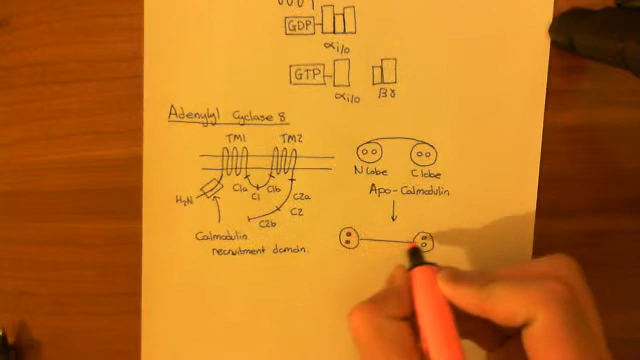 GDP
αi/o
GTP
αi/o
βγ
Adenylyl Cyclase 8
TM1
TM2
H₂N
C1a
C1
C1b
C2a
C2
C2b
Calmodulin
recruitment domain.
N Lobe
C lobe
Apo-Calmodulin